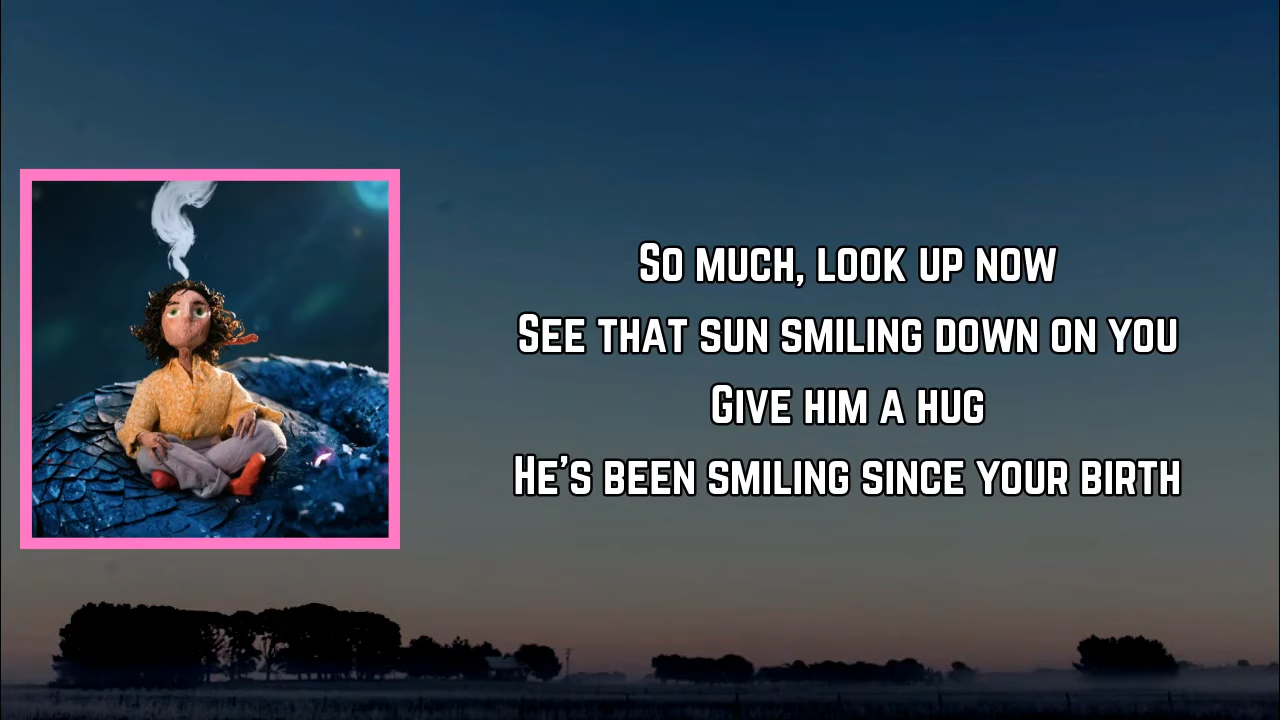 So much, look up now
See that sun smiling down on you
Give him a hug
He's been smiling since your birth